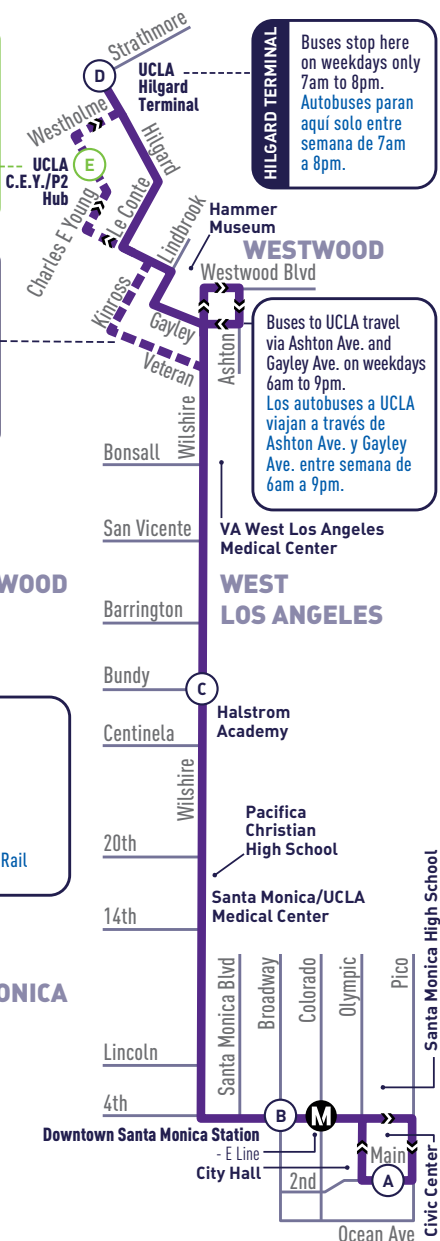 Strathmore
D
UCLA
Hilgard
Terminal
HILGARD TERMINAL
Buses stop here
on weekdays only
7am to 8pm.
Autobuses paran
aquí solo entre
semana de 7am
a 8pm.
Westholme
Hilgard
E
UCLA
C.E.Y./P2
Hub
Charles E Young
Le Conte
Lindbrook
Hammer
Museum
WESTWOOD
Westwood Blvd
Kinross
Gayley
Veteran
Ashton
Buses to UCLA travel
via Ashton Ave. and
Gayley Ave. on weekdays
6am to 9pm.
Los autobuses a UCLA
viajan a través de
Ashton Ave. y Gayley
Ave. entre semana de
6am a 9pm.
Wilshire
Bonsall
San Vicente
VA West Los Angeles
Medical Center
WOOD
WEST
LOS ANGELES
Barrington
Bundy
C
Halstrom
Academy
Centinela
Wilshire
Pacifica
Christian
High School
20th
Rail
Santa Monica/UCLA
Medical Center
14th
Santa Monica High School
Santa Monica Blvd
Broadway
Colorado
Olympic
Pico
ONICA
Lincoln
4th
B
M
Downtown Santa Monica Station
- E Line
City Hall
Main
2nd
A
Civic Center
Ocean Ave